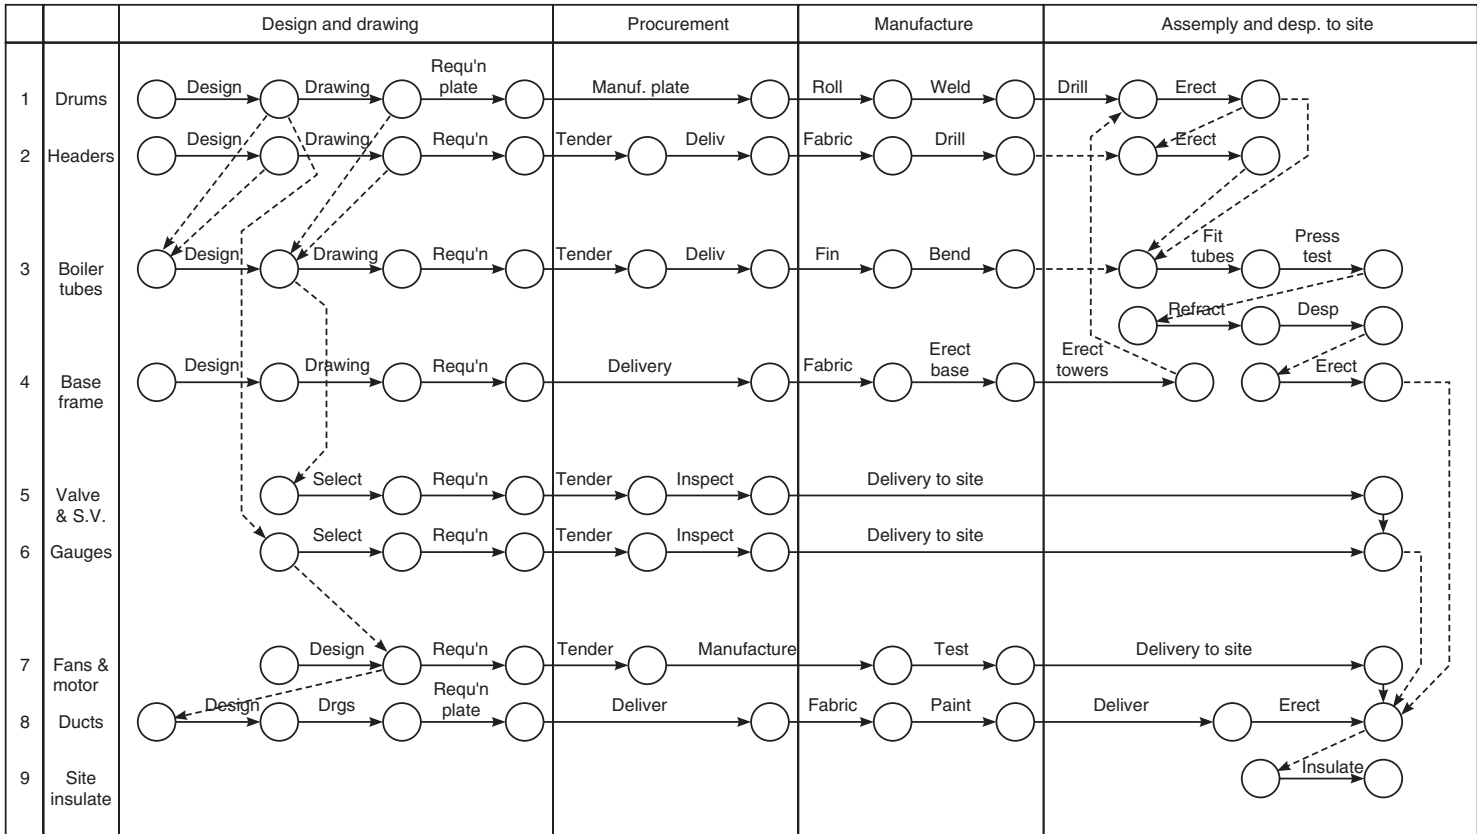 Design and drawing
Procurement
Manufacture
Assemply and desp. to site
1
Drums
Design
Drawing
Requ'n
plate
Manuf. plate
Roll
Weld
Drill
Erect
2
Headers
Design
Drawing
Requ'n
Tender
Deliv
Fabric
Drill
Erect
3
Boiler
tubes
Design
Drawing
Requ'n
Tender
Deliv
Fin
Bend
Fit
tubes
Press
test
Refract
Desp
4
Base
frame
Design
Drawing
Requ'n
Delivery
Fabric
Erect
base
Erect
towers
Erect
5
Valve
& S.V.
Select
Requ'n
Tender
Inspect
Delivery to site
6
Gauges
Select
Requ'n
Tender
Inspect
Delivery to site
7
Fans &
motor
Design
Requ'n
Tender
Manufacture
Test
Delivery to site
8
Ducts
Design
Drgs
Requ'n
plate
Deliver
Fabric
Paint
Deliver
Erect
9
Site
insulate
Insulate